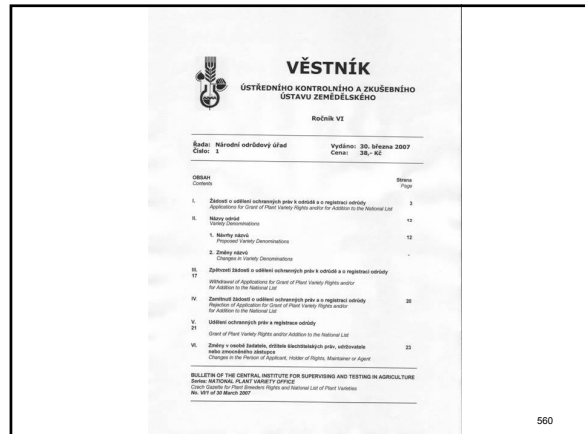 VĚSTNÍK
ÚSTŘEDNÍHO KONTROLNÍHO A ZKUŠEBNÍHO
ÚSTAVU ZEMĚDĚLSKÉHO
Ročník VI
Řada: Národní odrůdový úřad Vydáno: 30. března 2007
Číslo: 1 Cena: 38,- Kč
OBSAH Strana
Contents Page
I. Žádosti o udělení ochranných práv k odrůdě a o registraci odrůdy 2
Applications for Grant of Plant Variety Rights and/or for Addition to the National List
II. Názvy odrůd 12
Variety Denominations
1. Návrhy názvů 12
Proposed Variety Denominations
2. Změny názvů -
Changes in Variety Denominations
III. Zpětvzetí žádostí o udělení ochranných práv k odrůdě a o registraci odrůdy
17
Withdrawal of Applications for Grant of Plant Variety Rights and/or
for Addition to the National List
IV. Zamítnutí žádostí o udělení ochranných práv a o registraci odrůdy 20
Rejection of Application for Grant of Plant Variety Rights and/or
for Addition to the National List
V. Udělení ochranných práv a registrace odrůdy
21
Grant of Plant Variety Rights and/or Addition to the National List
VI. Změny v osobě žadatele, držitele šlechtitelských práv, udržovatele 23
nebo zmocněného zástupce
Changes in the Person of Applicant, Holder of Rights, Maintainer or Agent
BULLETIN OF THE CENTRAL INSTITUTE FOR SUPERVISING AND TESTING IN AGRICULTURE
Series: NATIONAL PLANT VARIETY OFFICE
Czech Gazette for Plant Breeders Rights and National List of Plant Varieties
No. VI/1 of 30 March 2007
560